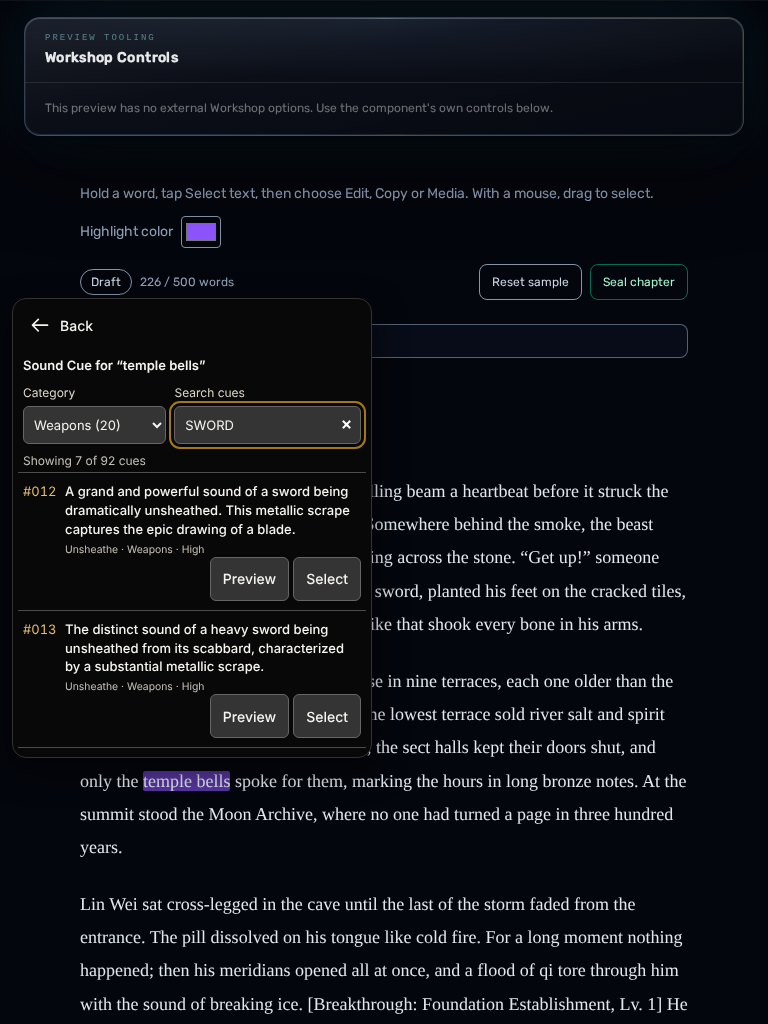 PREVIEW TOOLING
Workshop Controls
This preview has no external Workshop options. Use the component's own controls below.
Hold a word, tap Select text, then choose Edit, Copy or Media. With a mouse, drag to select.
Highlight color
Draft 226 / 500 words Reset sample Seal chapter
Back
Sound Cue for “temple bells”
Category Search cues
Weapons (20) SWORD
Showing 7 of 92 cues
#012 A grand and powerful sound of a sword being
dramatically unsheathed. This metallic scrape
captures the epic drawing of a blade.
Unsheathe · Weapons · High
Preview Select
#013 The distinct sound of a heavy sword being
unsheathed from its scabbard, characterized
by a substantial metallic scrape.
Unsheathe · Weapons · High
Preview Select
beam a heartbeat before it struck the
Somewhere behind the smoke, the beast
across the stone. “Get up!” someone
sword, planted his feet on the cracked tiles,
that shook every bone in his arms.
in nine terraces, each one older than the
lowest terrace sold river salt and spirit
, the sect halls kept their doors shut, and
only the temple bells spoke for them, marking the hours in long bronze notes. At the
summit stood the Moon Archive, where no one had turned a page in three hundred
years.
Lin Wei sat cross-legged in the cave until the last of the storm faded from the
entrance. The pill dissolved on his tongue like cold fire. For a long moment nothing
happened; then his meridians opened all at once, and a flood of qi tore through him
with the sound of breaking ice. [Breakthrough: Foundation Establishment, Lv. 1] He